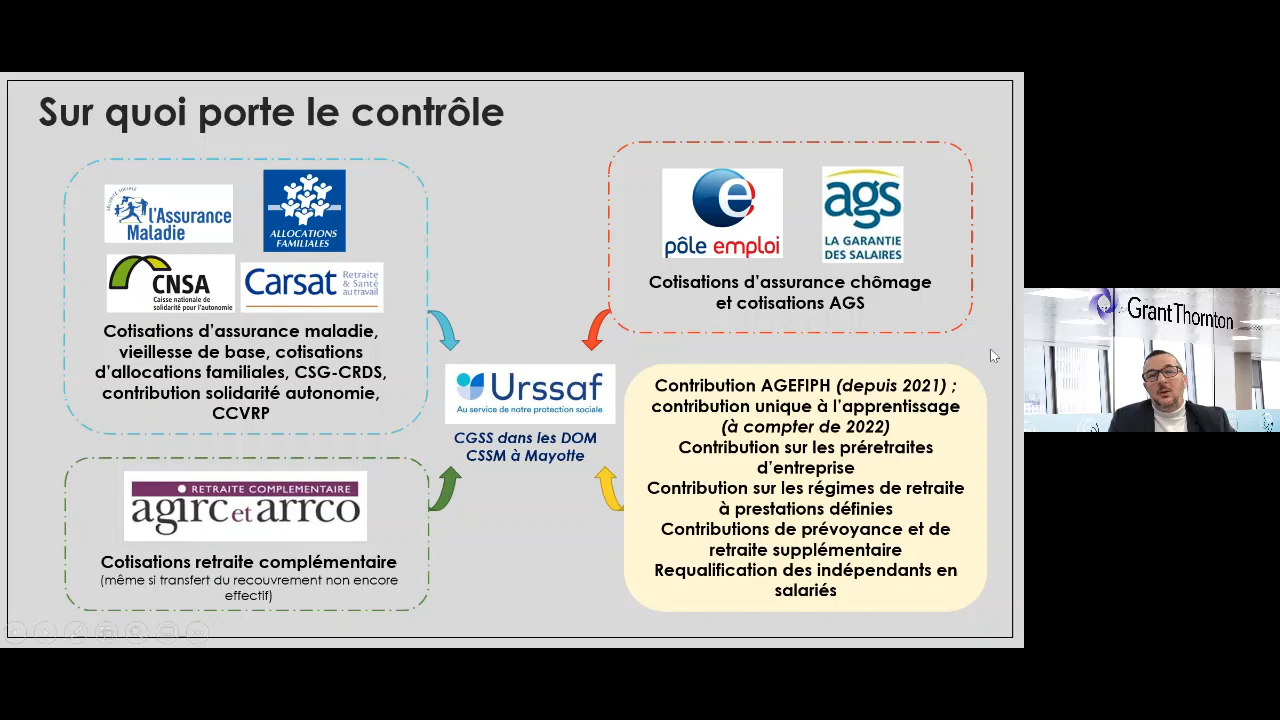 Sur quoi porte le contrôle
SÉCURITÉ SOCIALE
l'Assurance
Maladie
ALLOCATIONS
FAMILIALES
CNSA
Caisse nationale de
solidarité pour l'autonomie
Carsat
Retraite
& Santé
au travail
Cotisations d'assurance maladie,
vieillesse de base, cotisations
d'allocations familiales, CSG-CRDS,
contribution solidarité autonomie,
CCVRP
RETRAITE COMPLEMENTAIRE
agirc et arrco
Cotisations retraite complémentaire
(même si transfert du recouvrement non encore
effectif)
Urssaf
Au service de notre protection sociale
CGSS dans les DOM
CSSM à Mayotte
pôle emploi
ags
LA GARANTIE
DES SALAIRES
Cotisations d'assurance chômage
et cotisations AGS
Contribution AGEFIPH (depuis 2021) ;
contribution unique à l'apprentissage
(à compter de 2022)
Contribution sur les préretraites
d'entreprise
Contribution sur les régimes de retraite
à prestations définies
Contributions de prévoyance et de
retraite supplémentaire
Requalification des indépendants en
salariés
Grant Thornton